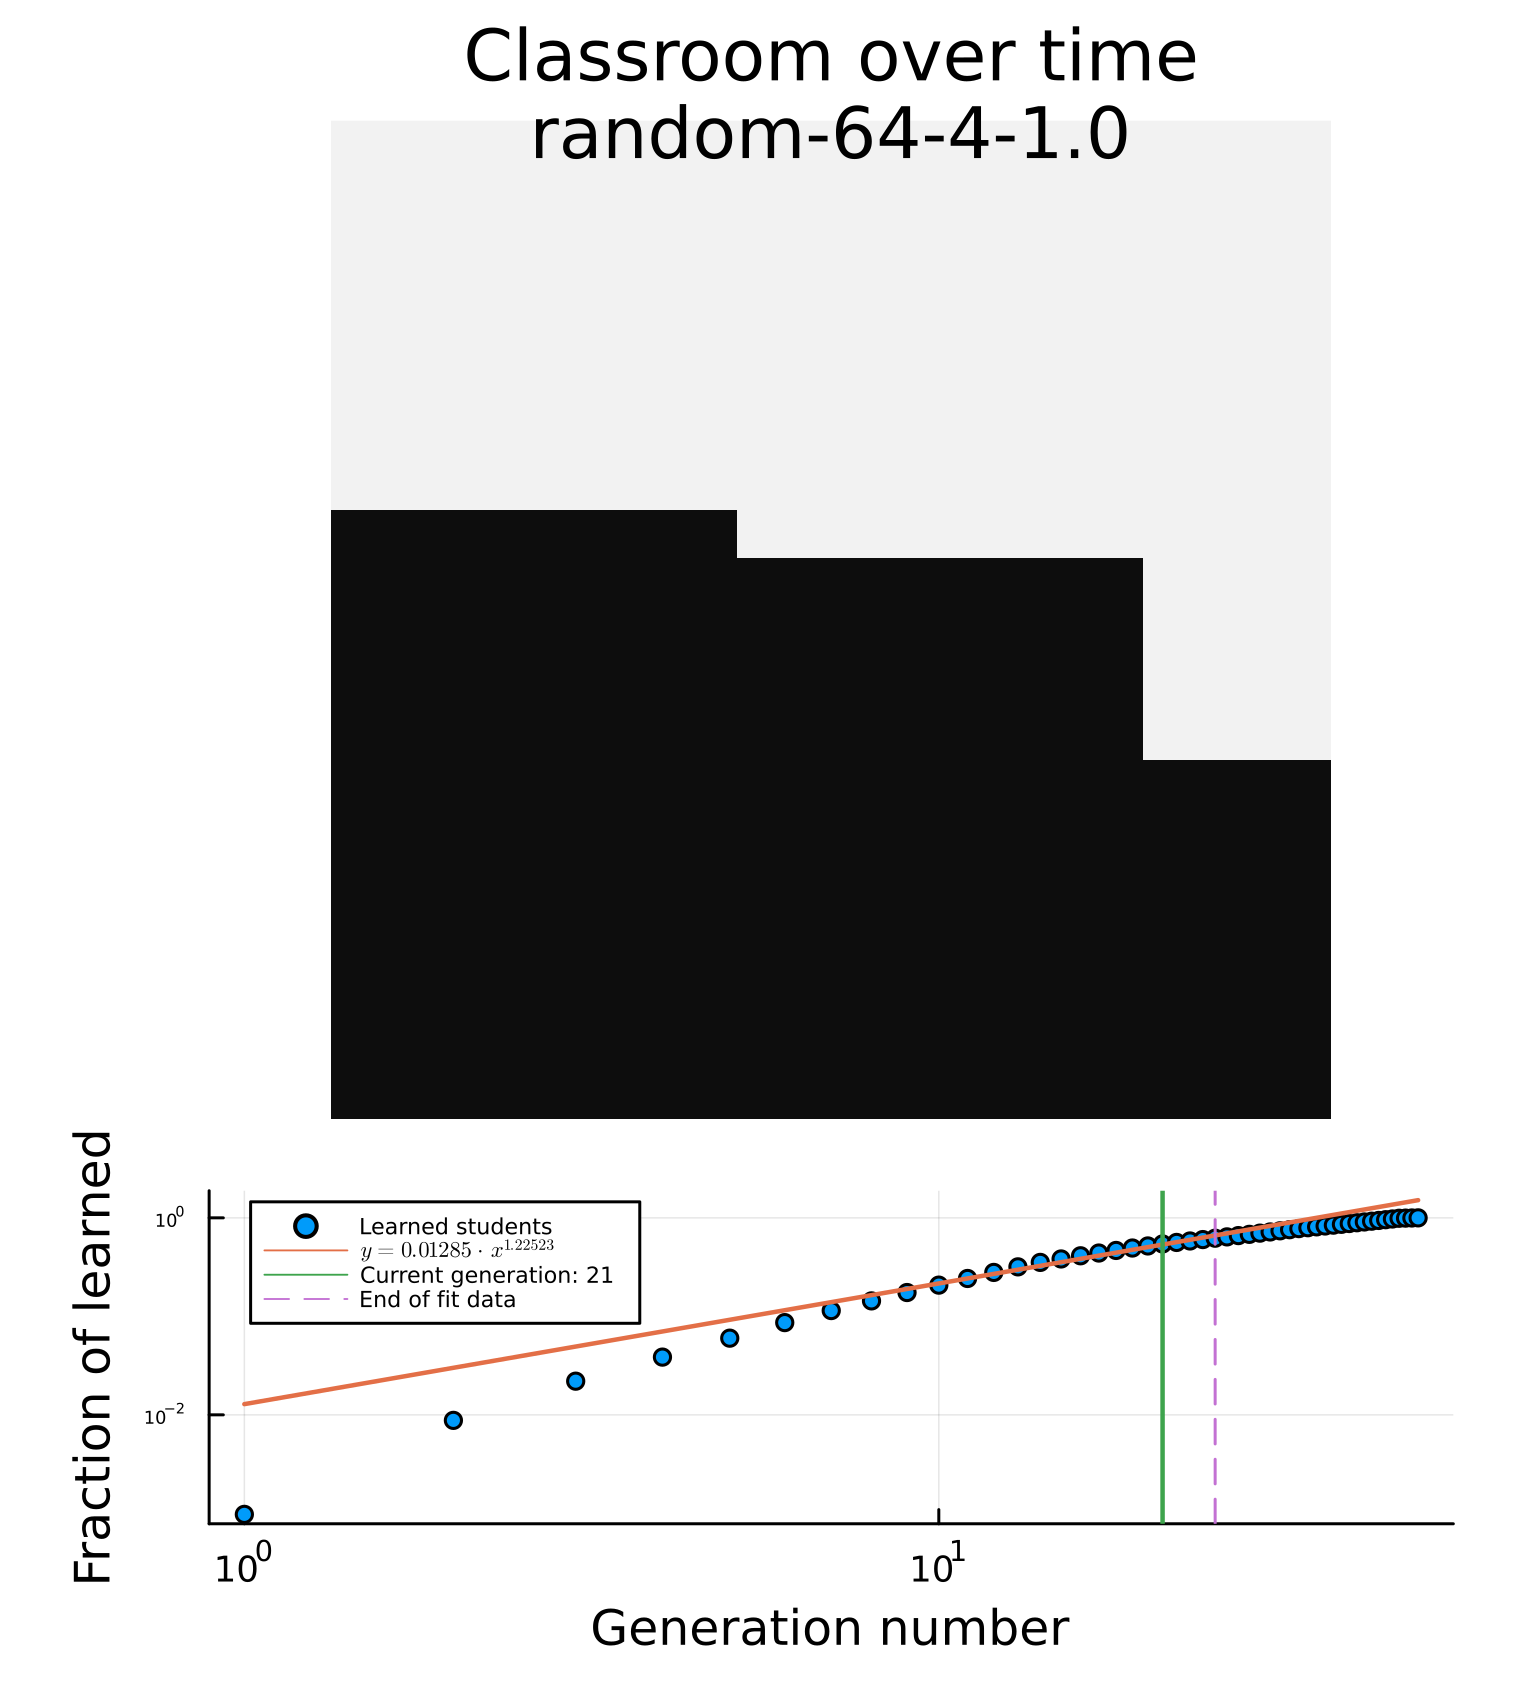 Classroom over time
random-64-4-1.0
Fraction of learned
10^0
10^-2
Learned students
y = 0.01285 · x^1.22523
Current generation: 21
End of fit data
10^0
10^1
Generation number